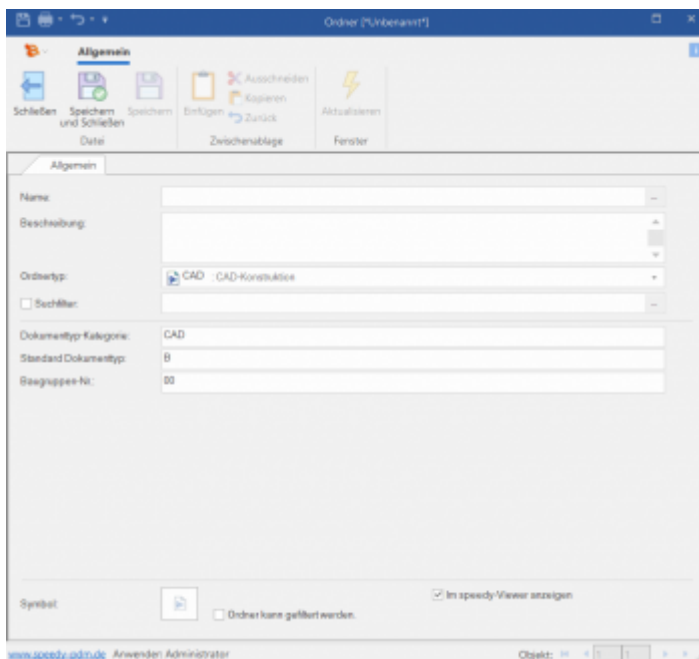 Ordner [*Unbenannt*]
Allgemein
Schließen
Speichern und Schließen
Speichern
Einfügen
Ausschneiden
Kopieren
Zurück
Aktualisieren
Datei
Zwischenablage
Fenster
Allgemein
Name:
...
Beschreibung:
Ordnertyp:
CAD : CAD-Konstruktion
Suchfilter:
...
Dokumenttyp-Kategorie:
CAD
Standard Dokumenttyp:
B
Baugruppen-Nr.:
00
Symbol:
Ordner kann gefiltert werden.
Im speedy-Viewer anzeigen
www.speedy-pdm.de Anwender: Administrator
Objekt: 1 1